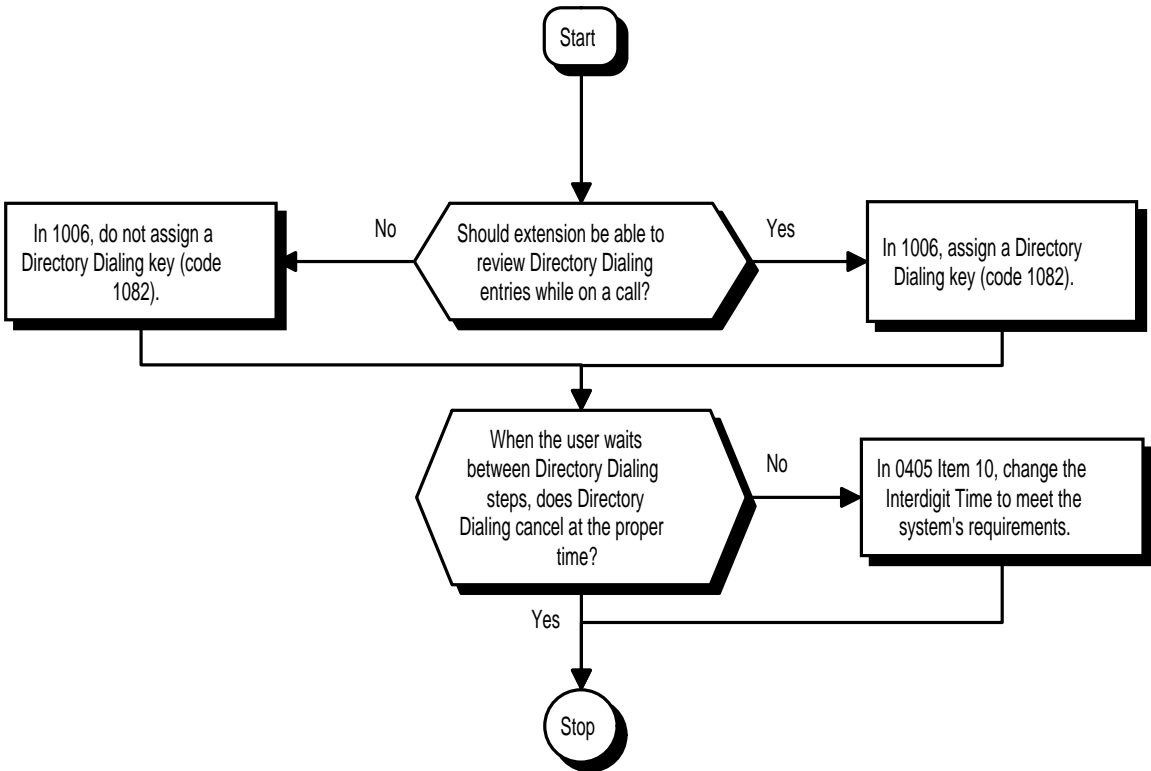 Start
No
Yes
In 1006, do not assign a
Directory Dialing key (code
1082).
Should extension be able to
review Directory Dialing
entries while on a call?
In 1006, assign a Directory
Dialing key (code 1082).
When the user waits
between Directory Dialing
steps, does Directory
Dialing cancel at the proper
time?
No
In 0405 Item 10, change the
Interdigit Time to meet the
system's requirements.
Yes
Stop